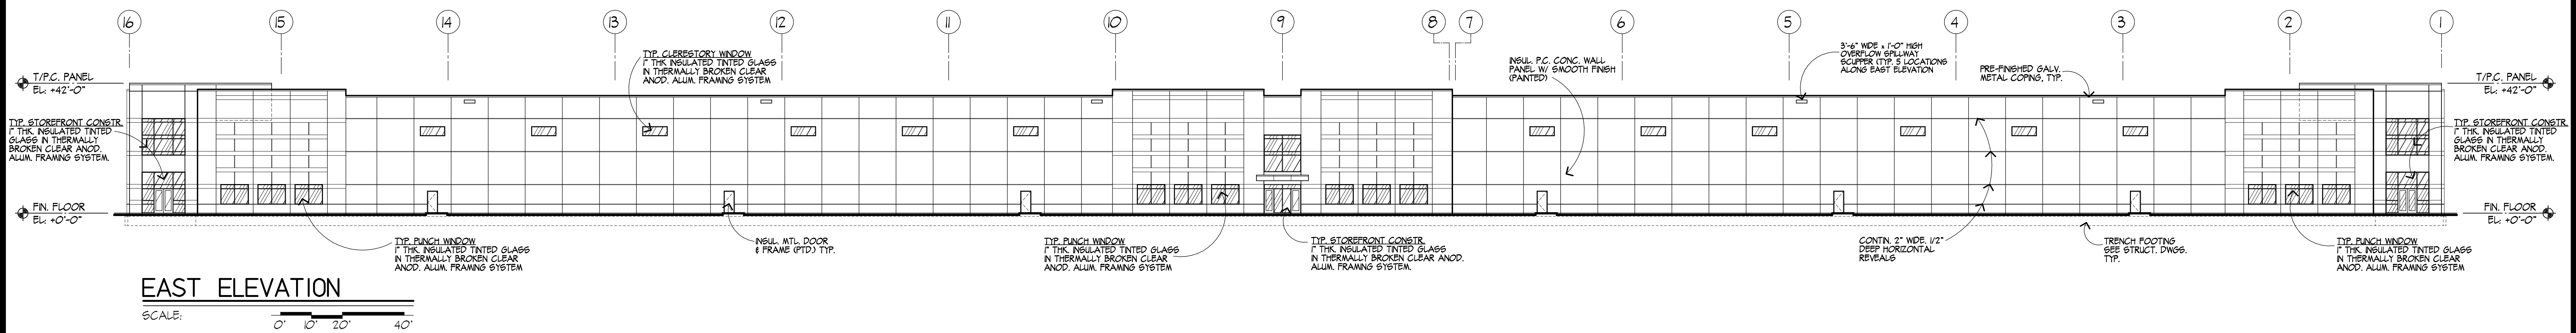 16 15 14 13 12 11 10 9 8 7 6 5 4 3 2 1
T/P.C. PANEL
EL: +42'-0"
TYP. STOREFRONT CONSTR.
1" THK. INSULATED TINTED
GLASS IN THERMALLY
BROKEN CLEAR ANOD.
ALUM. FRAMING SYSTEM.
FIN. FLOOR
EL: +0'-0"
TYP. CLERESTORY WINDOW
1" THK INSULATED TINTED GLASS
IN THERMALLY BROKEN CLEAR
ANOD. ALUM. FRAMING SYSTEM
INSUL. P.C. CONC. WALL
PANEL W/ SMOOTH FINISH
(PAINTED)
3'-6" WIDE x 1'-0" HIGH
OVERFLOW SPILLWAY
SCUPPER (TYP. 5 LOCATIONS
ALONG EAST ELEVATION
PRE-FINISHED GALV.
METAL COPING, TYP.
T/P.C. PANEL
EL: +42'-0"
TYP. STOREFRONT CONSTR.
1" THK. INSULATED TINTED
GLASS IN THERMALLY
BROKEN CLEAR ANOD.
ALUM. FRAMING SYSTEM.
FIN. FLOOR
EL: +0'-0"
TYP. PUNCH WINDOW
1" THK. INSULATED TINTED GLASS
IN THERMALLY BROKEN CLEAR
ANOD. ALUM. FRAMING SYSTEM
INSUL. MTL. DOOR
& FRAME (PTD.) TYP.
TYP. PUNCH WINDOW
1" THK. INSULATED TINTED GLASS
IN THERMALLY BROKEN CLEAR
ANOD. ALUM. FRAMING SYSTEM
TYP. STOREFRONT CONSTR.
1" THK. INSULATED TINTED GLASS
IN THERMALLY BROKEN CLEAR ANOD.
ALUM. FRAMING SYSTEM.
CONTIN. 2" WIDE, 1/2"
DEEP HORIZONTAL
REVEALS
TRENCH FOOTING
SEE STRUCT. DWGS.
TYP.
TYP. PUNCH WINDOW
1" THK. INSULATED TINTED GLASS
IN THERMALLY BROKEN CLEAR
ANOD. ALUM. FRAMING SYSTEM
EAST ELEVATION
SCALE:
0' 10' 20' 40'